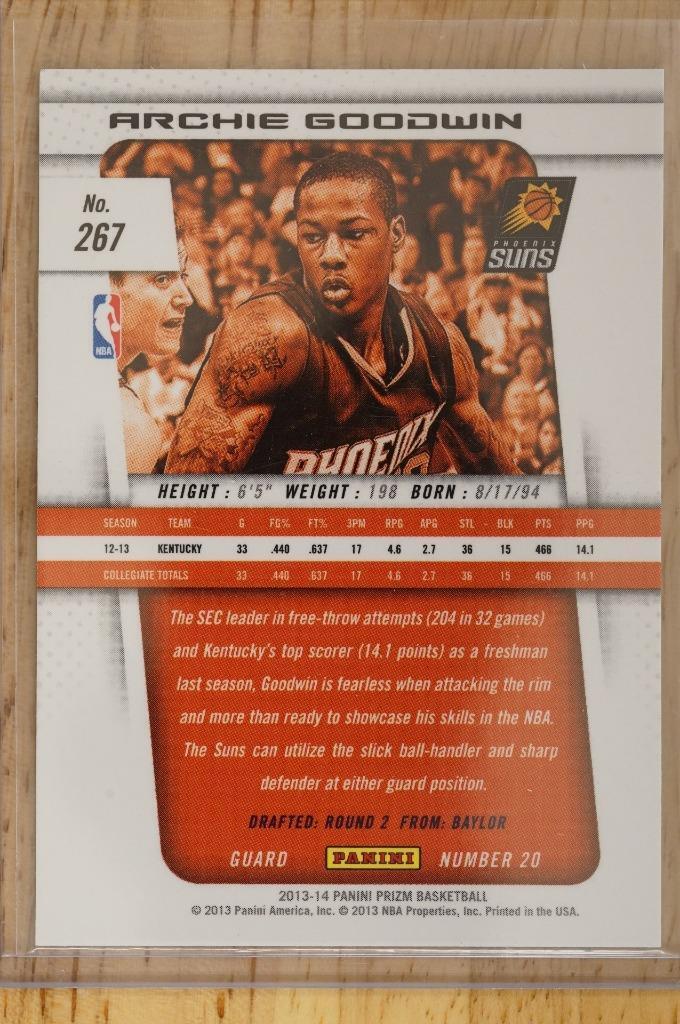 ARCHIE GOODWIN
No.
267
PHOENIX
SUNS
NBA
PHOENIX
HEIGHT : 6'5" WEIGHT : 198 BORN : 8/17/94
SEASON TEAM G FG% FT% 3PM RPG APG STL - BLK PTS PPG
12-13 KENTUCKY 33 .440 .637 17 4.6 2.7 36 15 466 14.1
COLLEGIATE TOTALS 33 .440 .637 17 4.6 2.7 36 15 466 14.1
The SEC leader in free-throw attempts (204 in 32 games)
and Kentucky's top scorer (14.1 points) as a freshman
last season, Goodwin is fearless when attacking the rim
and more than ready to showcase his skills in the NBA.
The Suns can utilize the slick ball-handler and sharp
defender at either guard position.
DRAFTED: ROUND 2 FROM: BAYLOR
GUARD PANINI NUMBER 20
2013-14 PANINI PRIZM BASKETBALL
© 2013 Panini America, Inc. © 2013 NBA Properties, Inc. Printed in the USA.